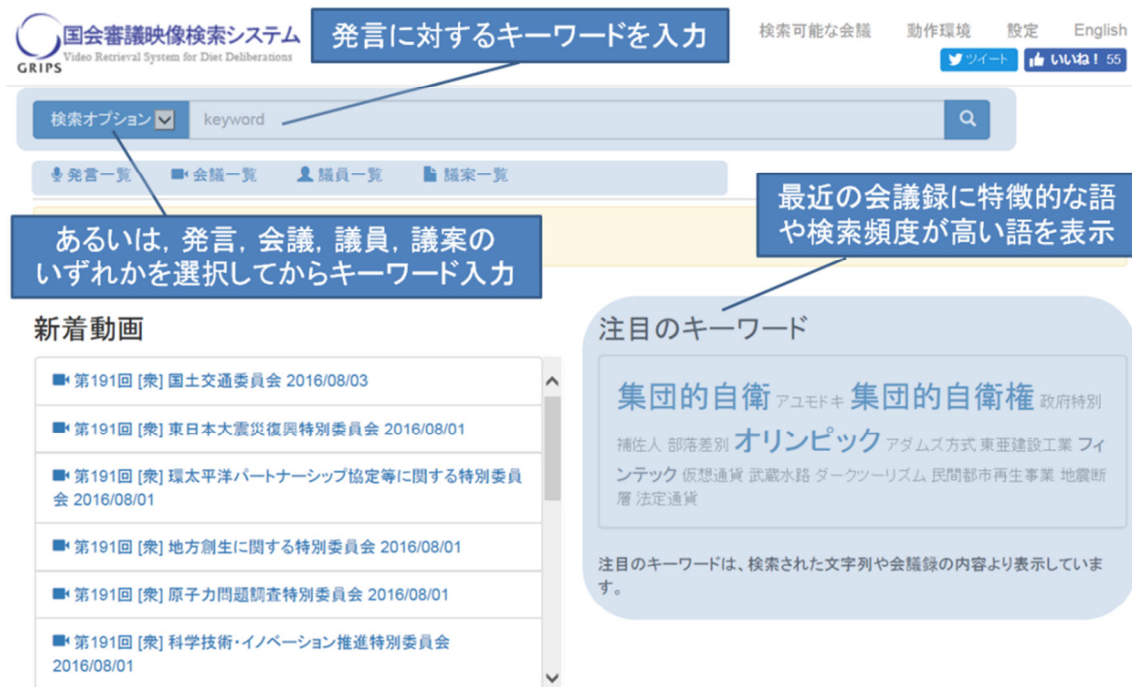 国会審議映像検索システム
Video Retrieval System for Diet Deliberations
GRIPS
発言に対するキーワードを入力
検索可能な会議 動作環境 設定 English
ツイート いいね! 55
検索オプション keyword
発言一覧 会議一覧 議員一覧 議案一覧
最近の会議録に特徴的な語
や検索頻度が高い語を表示
あるいは，発言，会議，議員，議案の
いずれかを選択してからキーワード入力
新着動画
第191回 [衆] 国土交通委員会 2016/08/03
第191回 [衆] 東日本大震災復興特別委員会 2016/08/01
第191回 [衆] 環太平洋パートナーシップ協定等に関する特別委員
会 2016/08/01
第191回 [衆] 地方創生に関する特別委員会 2016/08/01
第191回 [衆] 原子力問題調査特別委員会 2016/08/01
第191回 [衆] 科学技術・イノベーション推進特別委員会
2016/08/01
注目のキーワード
集団的自衛 アユモドキ 集団的自衛権 政府特別
補佐人 部落差別 オリンピック アダムズ方式 東亜建設工業 フィ
ンテック 仮想通貨 武蔵水路 ダークツーリズム 民間都市再生事業 地震断
層 法定通貨
注目のキーワードは、検索された文字列や会議録の内容より表示していま
す。